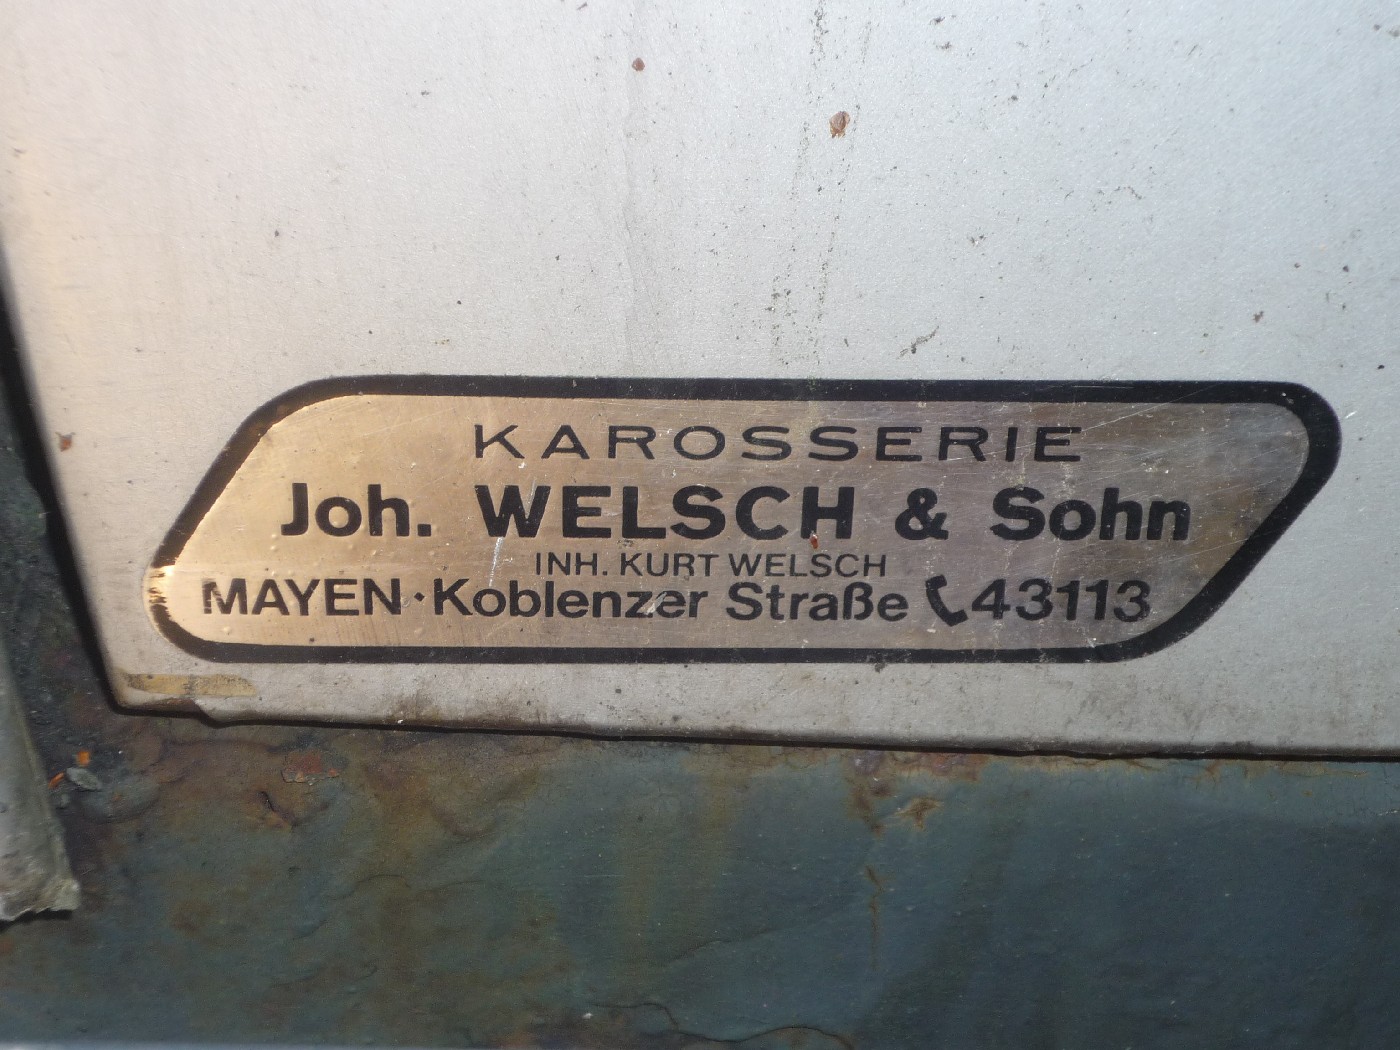 KAROSSERIE
Joh. WELSCH & Sohn
INH. KURT WELSCH
MAYEN · Koblenzer Straße 43113